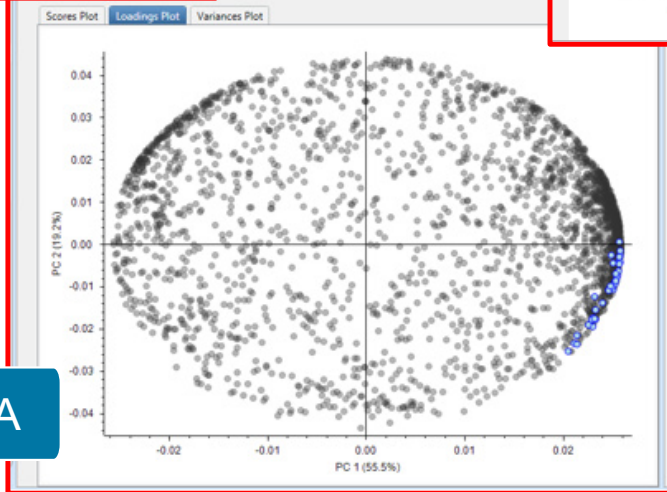 Scores Plot Loadings Plot Variances Plot
0.04
0.03
0.02
0.01
0.00
-0.01
-0.02
-0.03
-0.04
PC 2 (19.2%)
-0.02 -0.01 0.00 0.01 0.02
PC 1 (55.5%)
A